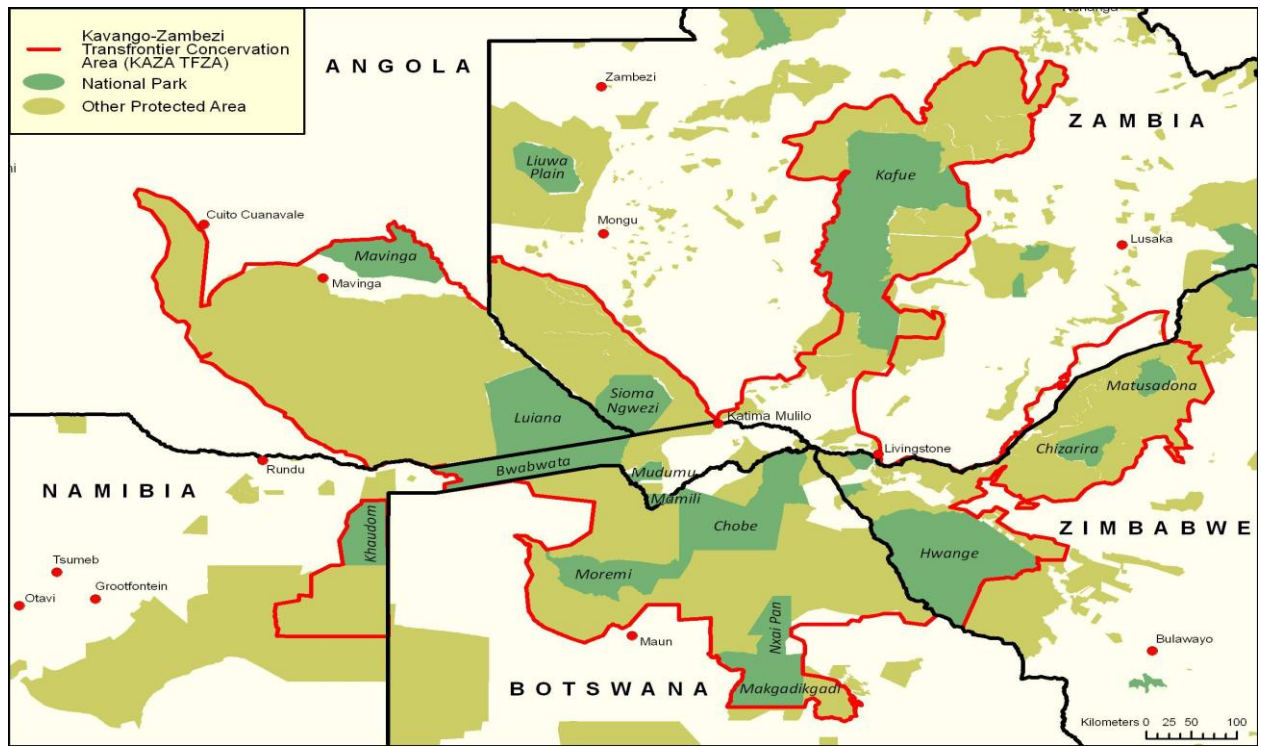 Kavango-Zambezi
Transfrontier Concervation
Area (KAZA TFZA)
National Park
Other Protected Area
ANGOLA
Zambezi
ZAMBIA
Liuwa
Plain
Kafue
Cuito Cuanavale
Mongu
Lusaka
Mavinga
Mavinga
Matusadona
Sioma
Ngwezi
Luiana
Katima Mulilo
Chizarira
Livingstone
Rundu
Bwabwata
Mudumu
NAMIBIA
Mamili
Chobe
ZIMBABWE
Khaudom
Hwange
Tsumeb
Moremi
Grootfontein
Otavi
Nxai Pan
Maun
Bulawayo
BOTSWANA
Makgadikgadi
Kilometers 0 25 50 100